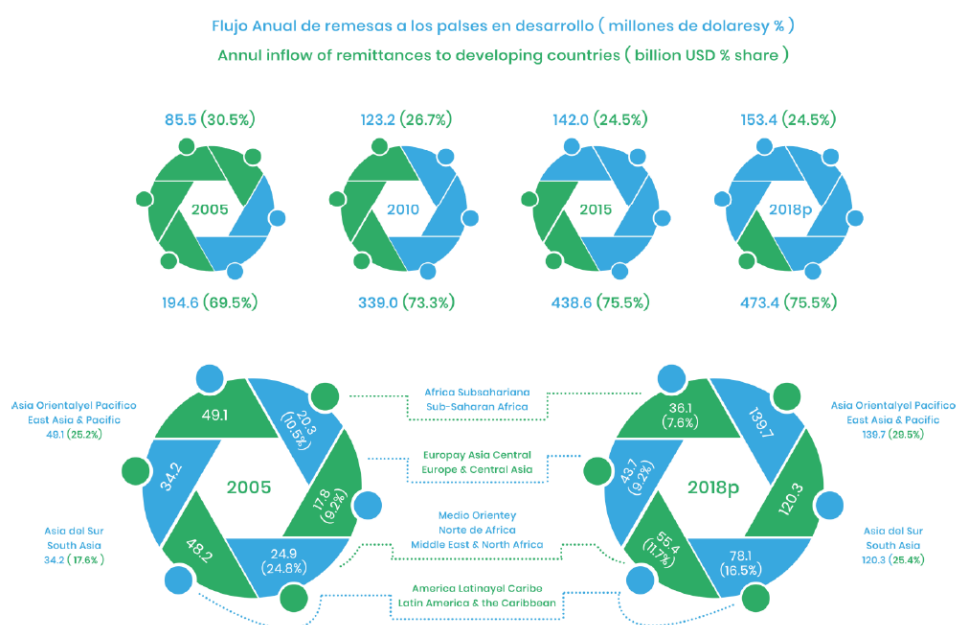 Flujo Anual de remesas a los palses en desarrollo ( millones de dolaresy % )
Annul inflow of remittances to developing countries ( billion USD % share )
85.5 (30.5%)
123.2 (26.7%)
142.0 (24.5%)
153.4 (24.5%)
2005
2010
2015
2018p
194.6 (69.5%)
339.0 (73.3%)
438.6 (75.5%)
473.4 (75.5%)
Asia Orientalyel Pacifico
East Asia & Pacific
49.1 (25.2%)
Asia dal Sur
South Asia
34.2 (17.6% )
49.1
20.3
(10.5%)
34.2
2005
17.8
(9.2%)
48.2
24.9
(24.8%)
Africa Subsahariana
Sub-Saharan Africa
Europay Asia Central
Europe & Central Asia
Medio Orientey
Norte de Africa
Middle East & North Africa
America Latinayel Caribo
Latin America & the Caribboan
36.1
(7.6%)
139.7
43.7
(9.2%)
2018p
120.3
55.4
(11.7%)
78.1
(16.5%)
Asia Orientalyel Pacifico
East Asia & Pacific
139.7 (29.5%)
Asia dal Sur
South Asia
120.3 (25.4%)